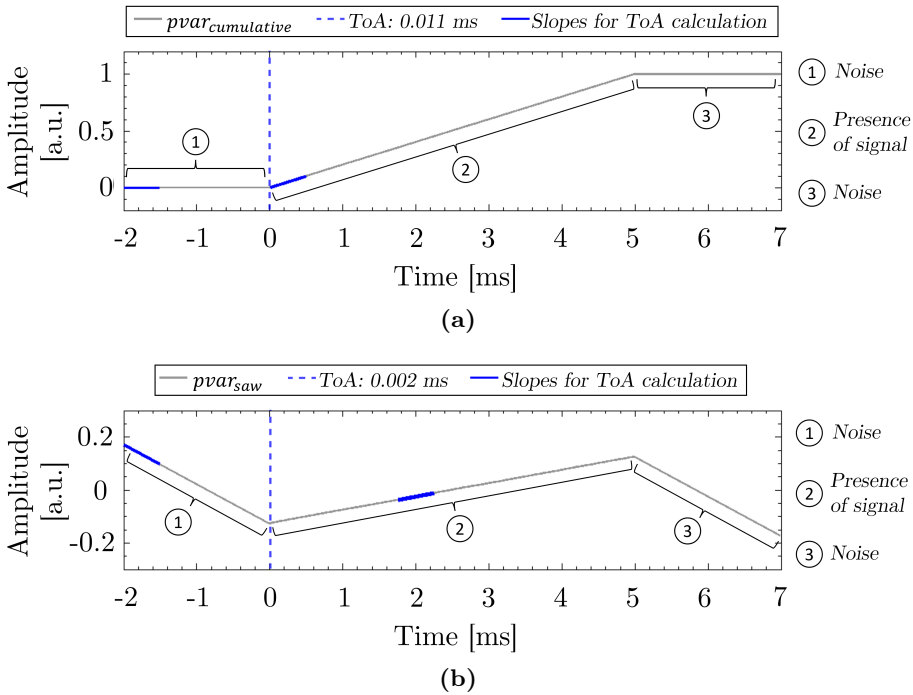 pvar_cumulative ToA: 0.011 ms Slopes for ToA calculation
Amplitude
[a.u.]
1
0.5
0
1
2
3
-2 -1 0 1 2 3 4 5 6 7
Time [ms]
1 Noise
2 Presence
of signal
3 Noise
(a)
pvar_saw ToA: 0.002 ms Slopes for ToA calculation
Amplitude
[a.u.]
0.2
0
-0.2
1
2
3
-2 -1 0 1 2 3 4 5 6 7
Time [ms]
1 Noise
2 Presence
of signal
3 Noise
(b)